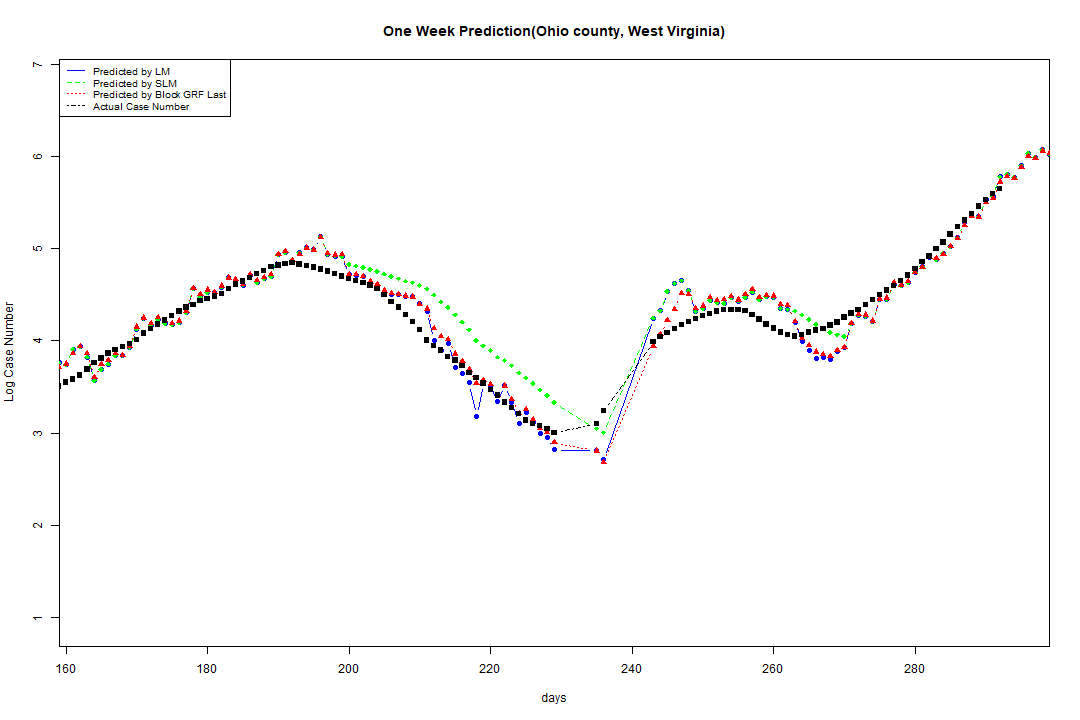 One Week Prediction(Ohio county, West Virginia)
Predicted by LM
Predicted by SLM
Predicted by Block GRF Last
Actual Case Number
7
6
5
4
3
2
1
Log Case Number
160 180 200 220 240 260 280
days